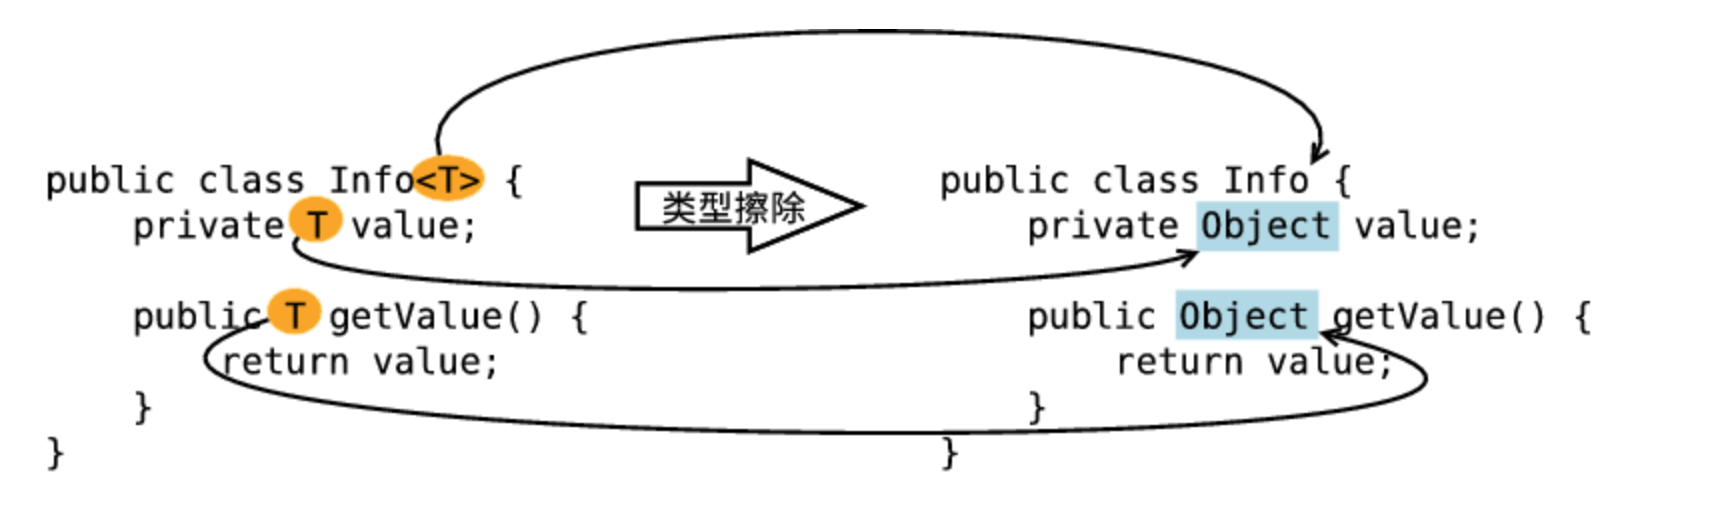 public class Info<T> {
    private T value;
    public T getValue() {
        return value;
    }
}
类型擦除
public class Info {
    private Object value;
    public Object getValue() {
        return value;
    }
}